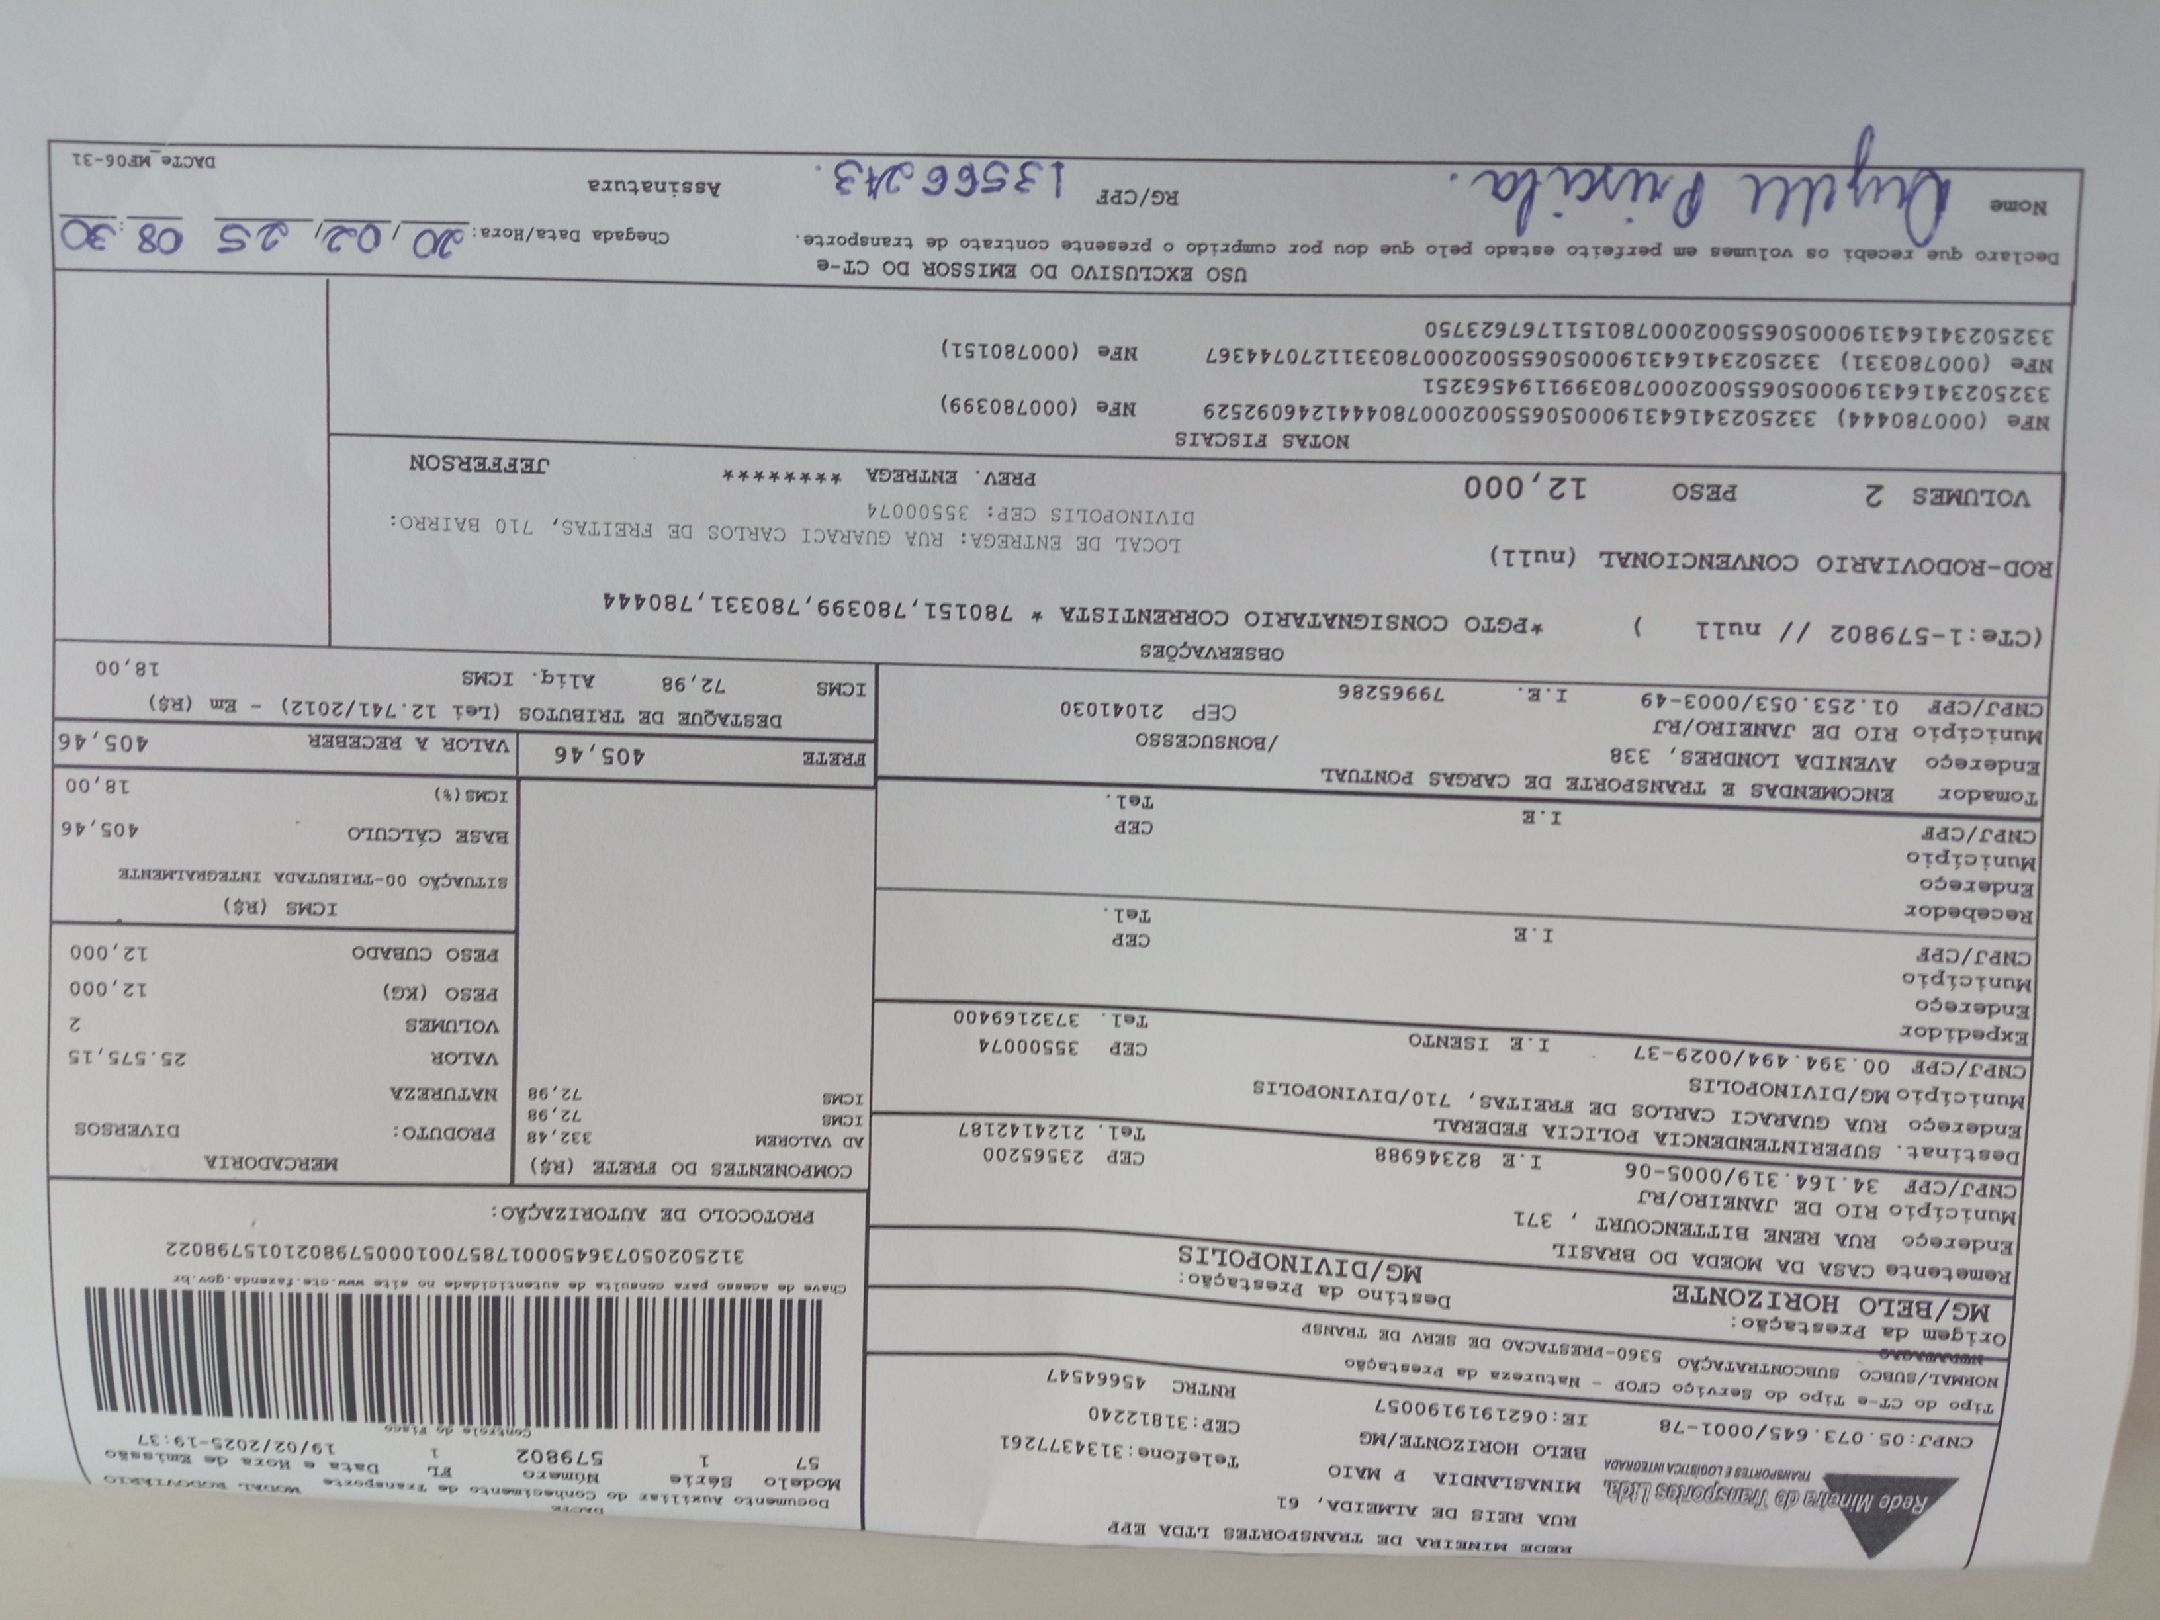 REDE MINEIRA DE TRANSPORTES LTDA EPP
RUA REIS DE ALMEIDA, 61
MINASLANDIA P MAIO Telefone:3134377261
BELO HORIZONTE/MG CEP:31812240
Rede Mineira de Transportes Ltda.
TRANSPORTES E LOGÍSTICA INTEGRADA
CNPJ:05.073.645/0001-78 IE:0621919190057 RNTRC 45664547
DACTE
Documento Auxiliar do Conhecimento de Transporte MODAL RODOVIÁRIO
Modelo Série Número FL Data e Hora de Emissão
57 1 579802 1 19/02/2025-19:37
Controle do Fisco
Chave de acesso para consulta de autenticidade no site www.cte.fazenda.gov.br
31250205073645000178570010005798021015798022
PROTOCOLO DE AUTORIZAÇÃO:
Tipo do CT-e Tipo do Serviço CFOP - Natureza da Prestação
NORMAL/SUBCO SUBCONTRATAÇÃO 5360-PRESTACAO DE SERV DE TRANSP
Origem da Prestação: Destino da Prestação:
MG/BELO HORIZONTE MG/DIVINOPOLIS
Remetente CASA DA MOEDA DO BRASIL
Endereço RUA RENE BITTENCOURT , 371
Município RIO DE JANEIRO/RJ CEP 23565200
CNPJ/CPF 34.164.319/0005-06 I.E 82346988 Tel. 2124142187
Destinat. SUPERINTENDENCIA POLICIA FEDERAL
Endereço RUA GUARACI CARLOS DE FREITAS, 710/DIVINOPOLIS
Município MG/DIVINOPOLIS CEP 35500074
CNPJ/CPF 00.394.494/0029-37 I.E ISENTO Tel. 3732169400
Expedidor
Endereço
Município CEP
CNPJ/CPF I.E Tel.
Recebedor
Endereço
Município CEP
CNPJ/CPF I.E Tel.
Tomador ENCOMENDAS E TRANSPORTE DE CARGAS PONTUAL
Endereço AVENIDA LONDRES, 338 /BONSUCESSO
Município RIO DE JANEIRO/RJ CEP 21041030
CNPJ/CPF 01.253.053/0003-49 I.E. 79965286
COMPONENTES DO FRETE (R$)
AD VALOREM 332,48
ICMS 72,98
ICMS 72,98
MERCADORIA
PRODUTO: DIVERSOS
NATUREZA
VALOR 25.575,15
VOLUMES 2
PESO (KG) 12,000
PESO CUBADO 12,000
ICMS (R$)
SITUAÇÃO 00-TRIBUTADA INTEGRALMENTE
BASE CÁLCULO 405,46
ICMS(%) 18,00
FRETE 405,46 VALOR A RECEBER 405,46
DESTAQUE DE TRIBUTOS (Lei 12.741/2012) - Em (R$)
ICMS 72,98 Aliq. ICMS 18,00
OBSERVAÇÕES
(CTe:1-579802 // null ) *PGTO CONSIGNATARIO CORRENTISTA * 780151,780399,780331,780444
ROD-RODOVIARIO CONVENCIONAL (null)
LOCAL DE ENTREGA: RUA GUARACI CARLOS DE FREITAS, 710 BAIRRO:
DIVINOPOLIS CEP: 35500074
VOLUMES 2 PESO 12,000 PREV. ENTREGA ******** JEFFERSON
NOTAS FISCAIS
NFe (000780444) 33250234164319000506550020007804441246092529 NFe (000780399)
33250234164319000506550020007803991194563251
NFe (000780331) 33250234164319000506550020007803311270744367 NFe (000780151)
33250234164319000506550020007801511767623750
USO EXCLUSIVO DO EMISSOR DO CT-e
Declaro que recebi os volumes em perfeito estado pelo que dou por cumprido o presente contrato de transporte. Chegada Data/Hora: 20/02/25 08:30
Nome Priscila. RG/CPF 13566243. Assinatura
DACTe_MF06-31